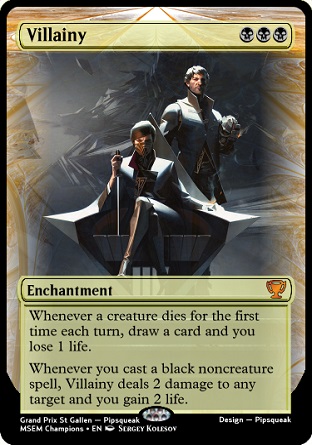 Villainy
Enchantment
Whenever a creature dies for the first
time each turn, draw a card and you
lose 1 life.
Whenever you cast a black noncreature
spell, Villainy deals 2 damage to any
target and you gain 2 life.
Grand Prix St Gallen — Pipsqueak
Design — Pipsqueak
MSEM Champions • EN Sergey Kolesov